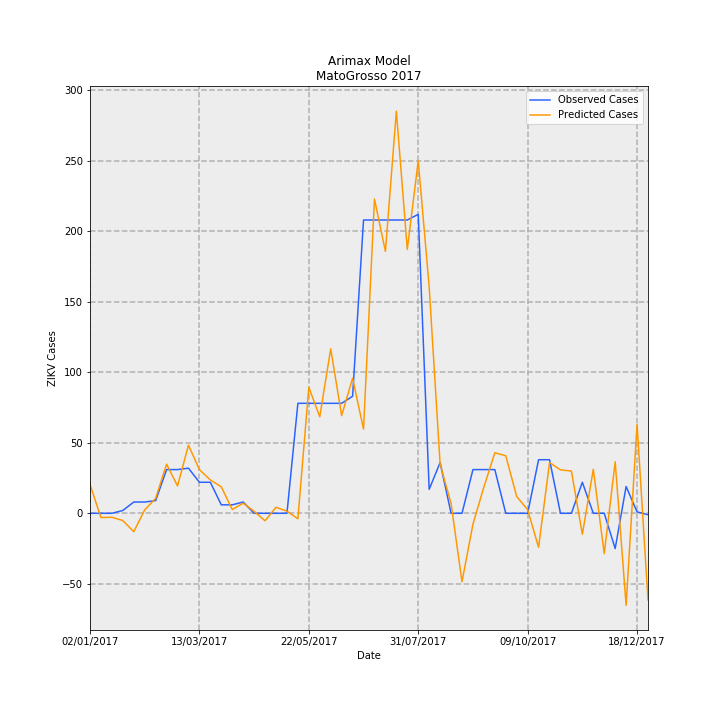 Arimax Model
MatoGrosso 2017
Observed Cases
Predicted Cases
300
250
200
150
100
50
0
−50
ZIKV Cases
02/01/2017
13/03/2017
22/05/2017
31/07/2017
09/10/2017
18/12/2017
Date